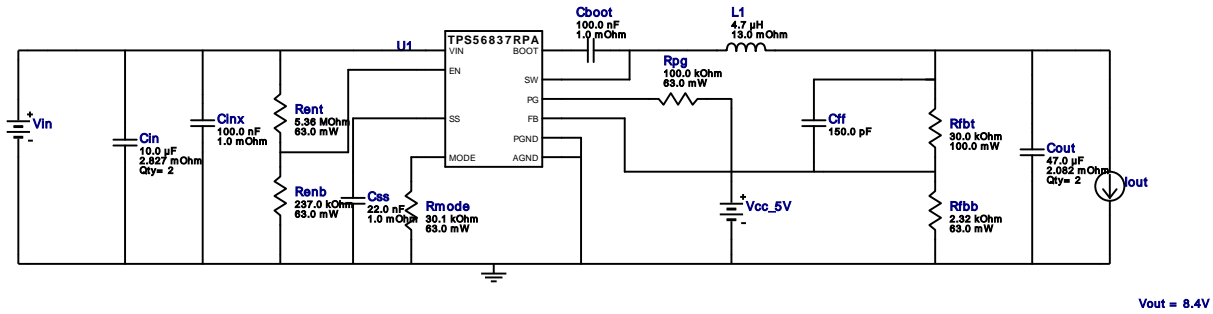 Cboot
100.0 nF
1.0 mOhm
L1
4.7 µH
13.0 mOhm
U1
TPS56837RPA
VIN
BOOT
EN
SW
PG
SS
FB
PGND
MODE
AGND
Rpg
100.0 kOhm
63.0 mW
Vin
Cin
10.0 µF
2.827 mOhm
Qty= 2
Cinx
100.0 nF
1.0 mOhm
Rent
5.36 MOhm
63.0 mW
Renb
237.0 kOhm
63.0 mW
Css
22.0 nF
1.0 mOhm
Rmode
30.1 kOhm
63.0 mW
Vcc_5V
Cff
150.0 pF
Rfbt
30.0 kOhm
100.0 mW
Rfbb
2.32 kOhm
63.0 mW
Cout
47.0 µF
2.082 mOhm
Qty= 2
Iout
Vout = 8.4V